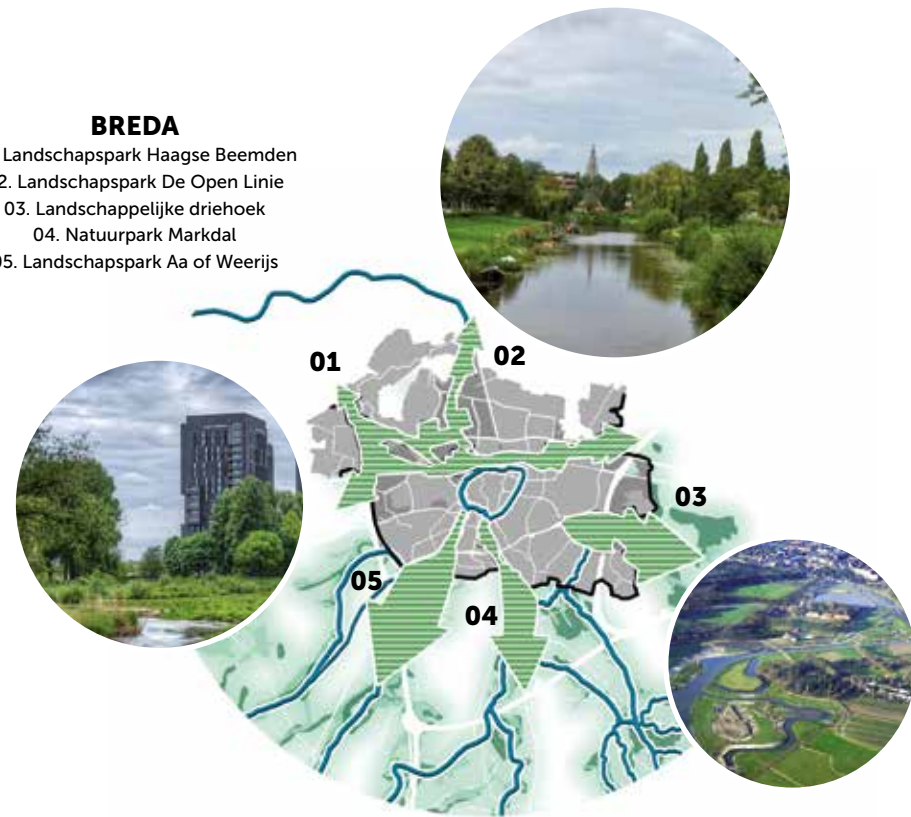 BREDA
Landschapspark Haagse Beemden
2. Landschapspark De Open Linie
03. Landschappelijke driehoek
04. Natuurpark Markdal
05. Landschapspark Aa of Weerijs
01
02
03
05
04